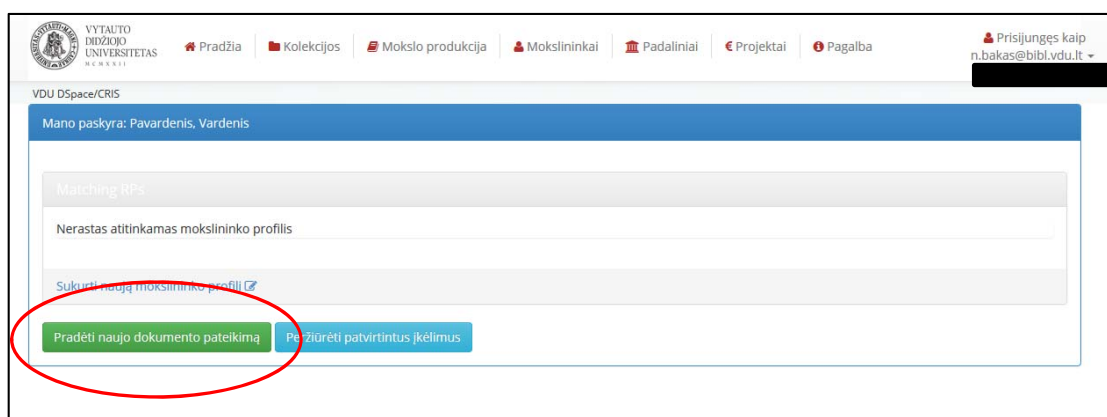 VYTAUTO
DIDŽIOJO
UNIVERSITETAS
MCMXXII
Pradžia
Kolekcijos
Mokslo produkcija
Mokslininkai
Padaliniai
Projektai
Pagalba
Prisijungęs kaip
n.bakas@bibl.vdu.lt
VDU DSpace/CRIS
Mano paskyra: Pavardenis, Vardenis
Matching RPs
Nerastas atitinkamas mokslininko profilis
Sukurti naują mokslininko profilį
Pradėti naujo dokumento pateikimą
Peržiūrėti patvirtintus įkėlimus